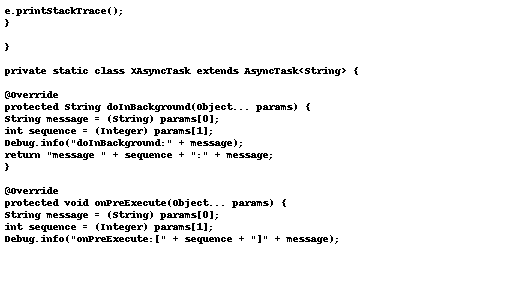 e.printStackTrace();
}
}
private static class XAsyncTask extends AsyncTask<String> {
@Override
protected String doInBackground(Object... params) {
String message = (String) params[0];
int sequence = (Integer) params[1];
Debug.info("doInBackground:" + message);
return "message " + sequence + ":" + message;
}
@Override
protected void onPreExecute(Object... params) {
String message = (String) params[0];
int sequence = (Integer) params[1];
Debug.info("onPreExecute:[" + sequence + "]" + message);